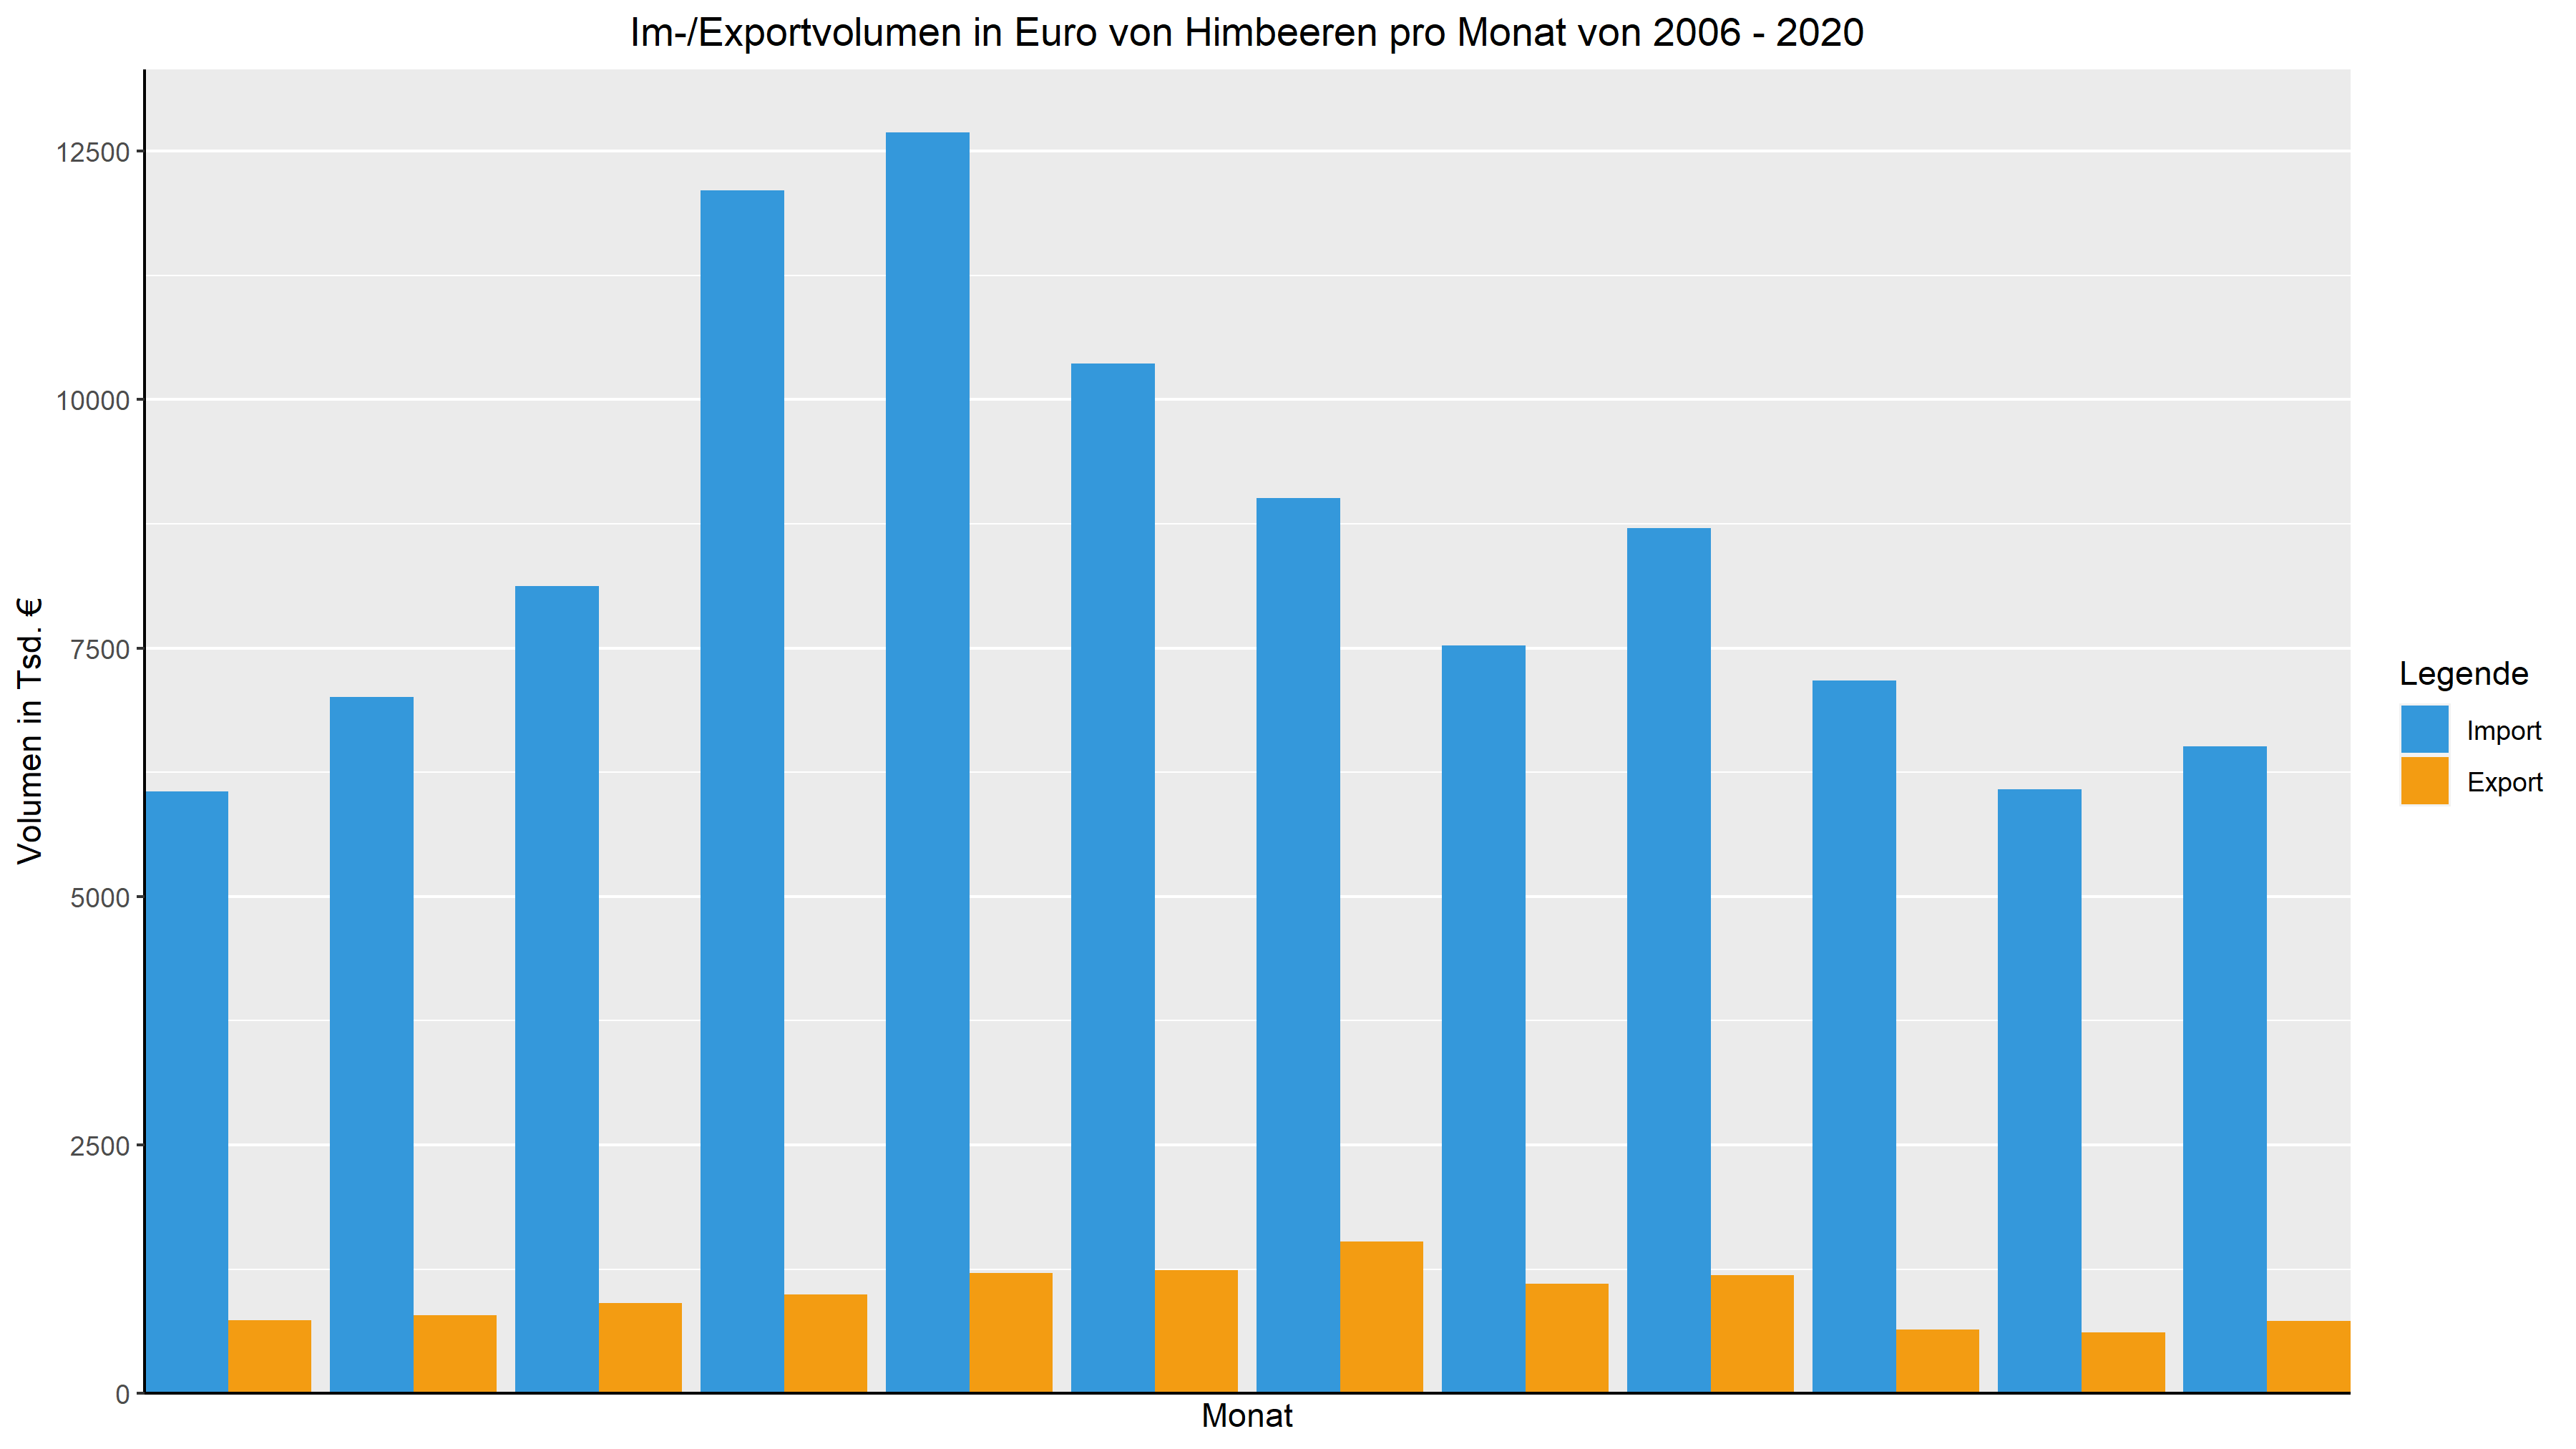 Im-/Exportvolumen in Euro von Himbeeren pro Monat von 2006 - 2020
Volumen in Tsd. €
12500
10000
7500
5000
2500
0
Monat
Legende
Import
Export